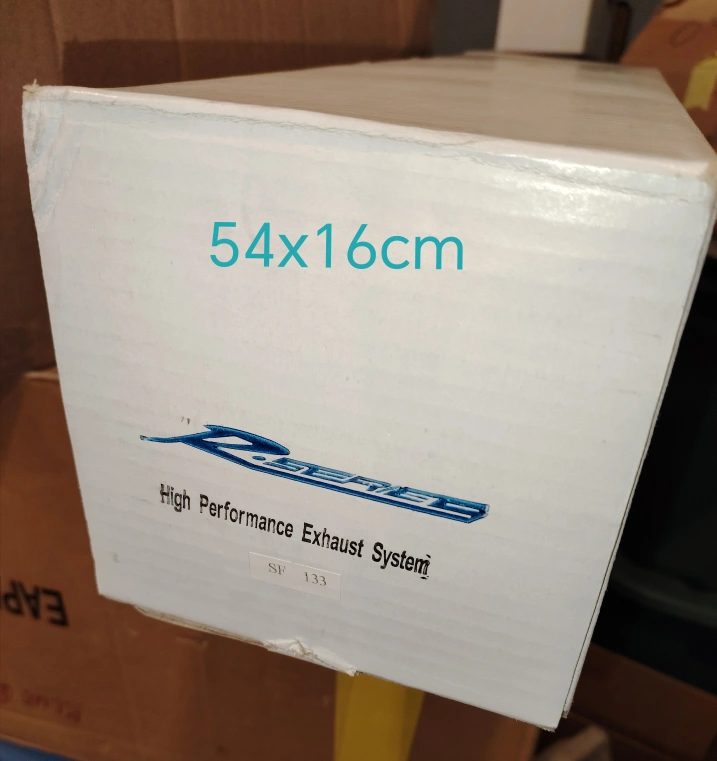 54x16cm
R.SERIES
High Performance Exhaust System
SF 133